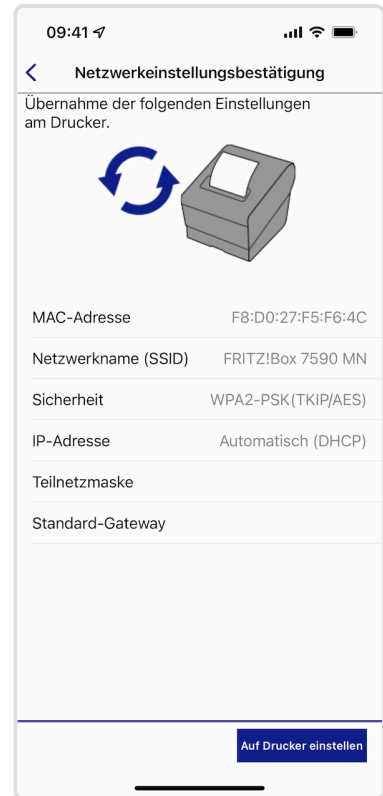 09:41
Netzwerkeinstellungsbestätigung
Übernahme der folgenden Einstellungen
am Drucker.
MAC-Adresse F8:D0:27:F5:F6:4C
Netzwerkname (SSID) FRITZ!Box 7590 MN
Sicherheit WPA2-PSK(TKIP/AES)
IP-Adresse Automatisch (DHCP)
Teilnetzmaske
Standard-Gateway
Auf Drucker einstellen